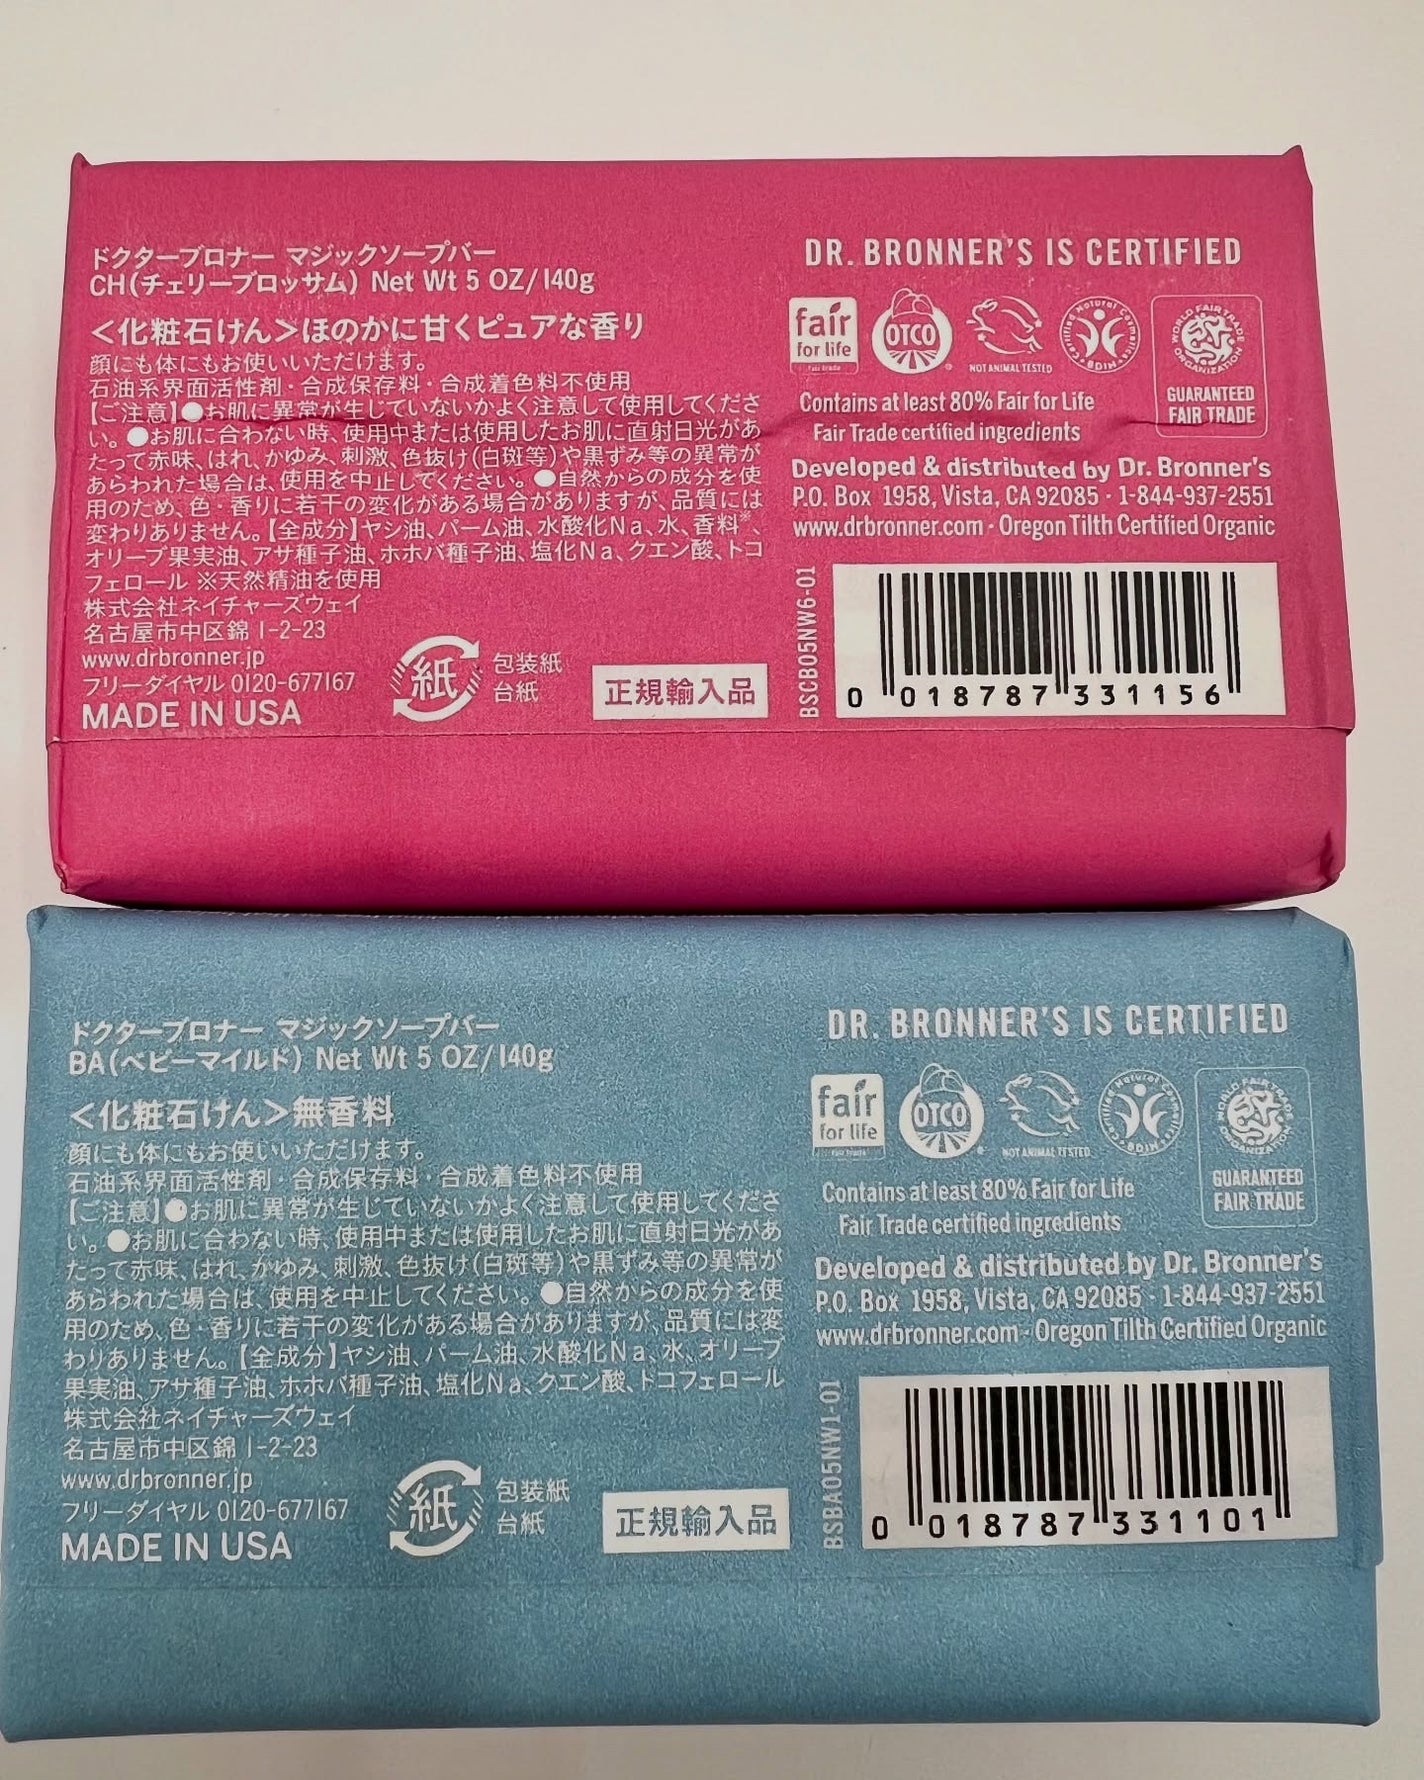 ドクターブロナー マジックソープバー
CH(チェリーブロッサム) Net Wt 5 OZ/140g
<化粧石けん>ほのかに甘くピュアな香り
顔にも体にもお使いいただけます。
石油系界面活性剤・合成保存料・合成着色料不使用
【ご注意】●お肌に異常が生じていないかよく注意して使用してくださ
い。●お肌に合わない時、使用中または使用したお肌に直射日光があ
たって赤味、はれ、かゆみ、刺激、色抜け(白斑等)や黒ずみ等の異常が
あらわれた場合は、使用を中止してください。●自然からの成分を使
用のため、色・香りに若干の変化がある場合がありますが、品質には
変わりありません。【全成分】ヤシ油、パーム油、水酸化Na、水、香料※、
オリーブ果実油、アサ種子油、ホホバ種子油、塩化Na、クエン酸、トコ
フェロール ※天然精油を使用
株式会社ネイチャーズウェイ
名古屋市中区錦 1-2-23
www.drbronner.jp
フリーダイヤル 0120-677167
MADE IN USA
紙
包装紙
台紙
正規輸入品
DR. BRONNER'S IS CERTIFIED
fair
for life
fair trade
OTCO
NOT ANIMAL TESTED
Certified Natural Cosmetics
BDIH
WORLD FAIR TRADE
ORGANIZATION
GUARANTEED
FAIR TRADE
Contains at least 80% Fair for Life
Fair Trade certified ingredients
Developed & distributed by Dr. Bronner's
P.O. Box 1958, Vista, CA 92085 · 1-844-937-2551
www.drbronner.com · Oregon Tilth Certified Organic
BSCB05NW6-01
0 018787 331156
ドクターブロナー マジックソープバー
BA(ベビーマイルド) Net Wt 5 OZ/140g
<化粧石けん>無香料
顔にも体にもお使いいただけます。
石油系界面活性剤・合成保存料・合成着色料不使用
【ご注意】●お肌に異常が生じていないかよく注意して使用してくださ
い。●お肌に合わない時、使用中または使用したお肌に直射日光があ
たって赤味、はれ、かゆみ、刺激、色抜け(白斑等)や黒ずみ等の異常が
あらわれた場合は、使用を中止してください。●自然からの成分を使
用のため、色・香りに若干の変化がある場合がありますが、品質には変
わりありません。【全成分】ヤシ油、パーム油、水酸化Na、水、オリーブ
果実油、アサ種子油、ホホバ種子油、塩化Na、クエン酸、トコフェロール
株式会社ネイチャーズウェイ
名古屋市中区錦 1-2-23
www.drbronner.jp
フリーダイヤル 0120-677167
MADE IN USA
紙
包装紙
台紙
正規輸入品
DR. BRONNER'S IS CERTIFIED
fair
for life
fair trade
OTCO
NOT ANIMAL TESTED
Certified Natural Cosmetics
BDIH
WORLD FAIR TRADE
ORGANIZATION
GUARANTEED
FAIR TRADE
Contains at least 80% Fair for Life
Fair Trade certified ingredients
Developed & distributed by Dr. Bronner's
P.O. Box 1958, Vista, CA 92085 · 1-844-937-2551
www.drbronner.com · Oregon Tilth Certified Organic
BSBA05NW1-01
0 018787 331101